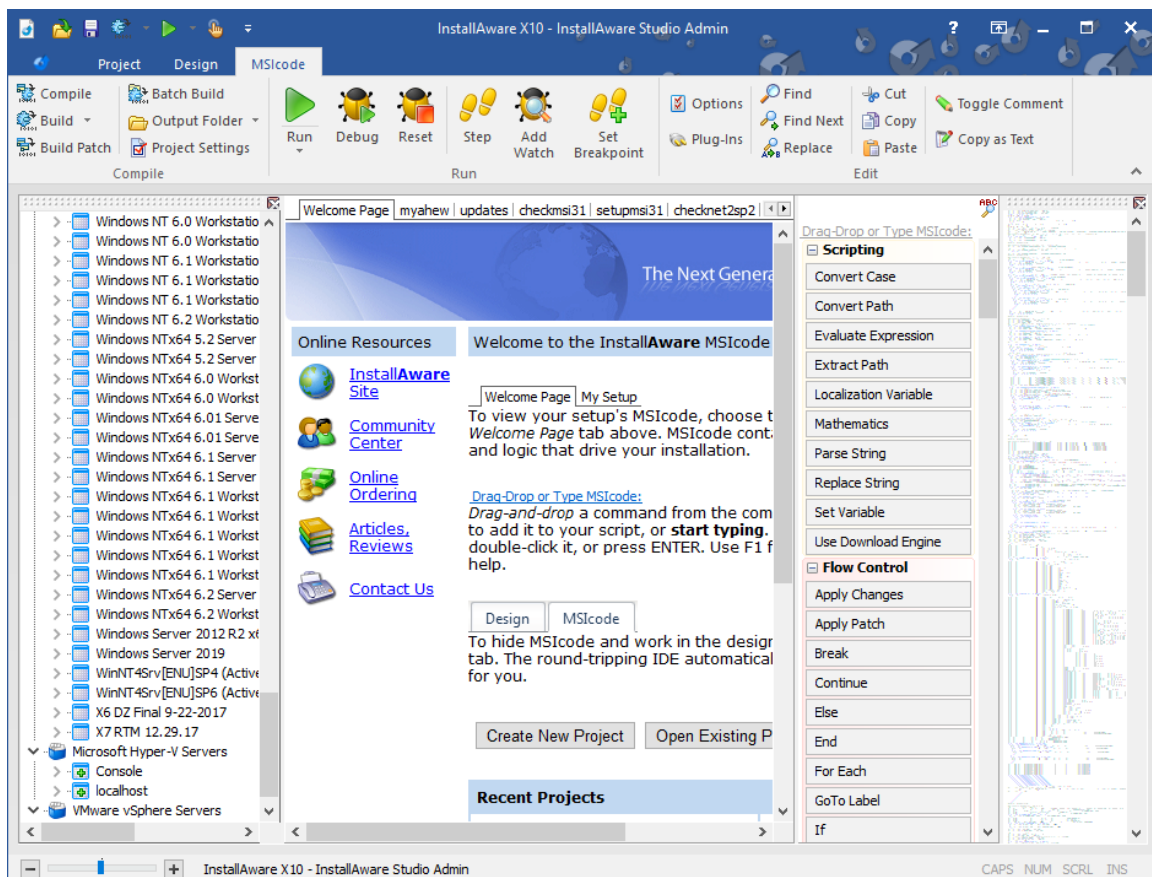 InstallAware X10 - InstallAware Studio Admin
?
Project Design MSIcode
Compile
Build
Build Patch
Batch Build
Output Folder
Project Settings
Compile
Run
Debug
Reset
Step
Add Watch
Set Breakpoint
Options
Plug-Ins
Run
Find
Find Next
Replace
Cut
Copy
Paste
Toggle Comment
Copy as Text
Edit
Windows NT 6.0 Workstatio
Windows NT 6.0 Workstatio
Windows NT 6.1 Workstatio
Windows NT 6.1 Workstatio
Windows NT 6.1 Workstatio
Windows NT 6.2 Workstatio
Windows NTx64 5.2 Server
Windows NTx64 5.2 Server
Windows NTx64 6.0 Workst
Windows NTx64 6.0 Workst
Windows NTx64 6.01 Serve
Windows NTx64 6.01 Serve
Windows NTx64 6.1 Server
Windows NTx64 6.1 Server
Windows NTx64 6.1 Workst
Windows NTx64 6.1 Workst
Windows NTx64 6.1 Workst
Windows NTx64 6.1 Workst
Windows NTx64 6.1 Workst
Windows NTx64 6.2 Server
Windows NTx64 6.2 Workst
Windows Server 2012 R2 x6
Windows Server 2019
WinNT4Srv[ENU]SP4 (Active
WinNT4Srv[ENU]SP6 (Active
X6 DZ Final 9-22-2017
X7 RTM 12.29.17
Microsoft Hyper-V Servers
Console
localhost
VMware vSphere Servers
Welcome Page myahew updates checkmsi31 setupmsi31 checknet2sp2
The Next Genera
Online Resources
InstallAware
Site
Community
Center
Online
Ordering
Articles,
Reviews
Contact Us
Welcome to the InstallAware MSIcode
Welcome Page My Setup
To view your setup's MSIcode, choose t
Welcome Page tab above. MSIcode cont
and logic that drive your installation.
Drag-Drop or Type MSIcode:
Drag-and-drop a command from the com
to add it to your script, or start typing.
double-click it, or press ENTER. Use F1 f
help.
Design MSIcode
To hide MSIcode and work in the design
tab. The round-tripping IDE automatical
for you.
Create New Project Open Existing P
Recent Projects
ABC
Drag-Drop or Type MSIcode:
Scripting
Convert Case
Convert Path
Evaluate Expression
Extract Path
Localization Variable
Mathematics
Parse String
Replace String
Set Variable
Use Download Engine
Flow Control
Apply Changes
Apply Patch
Break
Continue
Else
End
For Each
GoTo Label
If
InstallAware X10 - InstallAware Studio Admin
CAPS NUM SCRL INS